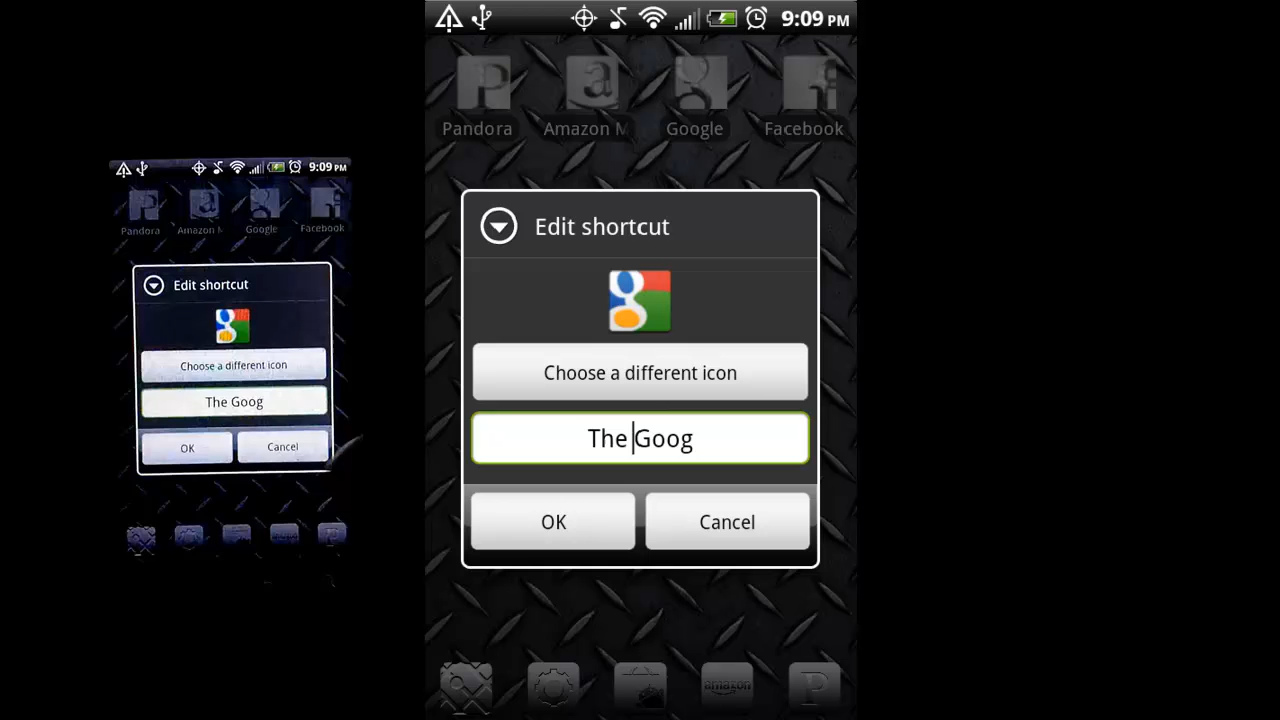 9:09 PM
Pandora Amazon M Google Facebook
Edit shortcut
Choose a different icon
The Goog
OK Cancel
9:09 PM
P a g f
Pandora Amazon M Google Facebook
Edit shortcut
g
Choose a different icon
The Goog
OK Cancel
amazon P